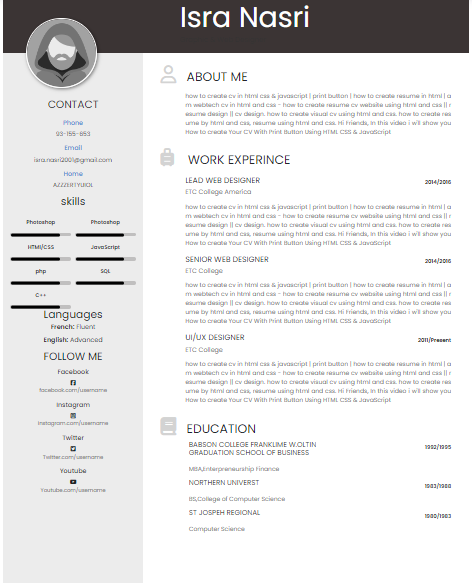 Isra Nasri
CONTACT
Phone
93-155-853
Email
isra.nasri2001@gmail.com
Home
AZZZERTYUIOL
skills
Photoshop Photoshop
HTML/CSS JavaScript
php SQL
C++
Languages
French: Fluent
English: Advanced
FOLLOW ME
Facebook
facebook.com/username
Instagram
Instagram.com/username
Twitter
Twitter.com/username
Youtube
Youtube.com/username
ABOUT ME
how to create cv in html css & javascript | print button | how to create resume in html | a
m webtech cv in html and css - how to create resume cv website using html and css || r
esume design || cv design. how to create visual cv using html and css. how to create res
ume by html and css, resume using html and css. Hi Friends, In this video i will show you
How to Create Your CV With Print Button Using HTML CSS & JavaScript
WORK EXPERINCE
LEAD WEB DESIGNER 2014/2016
ETC College America
how to create cv in html css & javascript | print button | how to create resume in html | a
m webtech cv in html and css - how to create resume cv website using html and css || r
esume design || cv design. how to create visual cv using html and css. how to create res
ume by html and css, resume using html and css. Hi Friends, In this video i will show you
How to Create Your CV With Print Button Using HTML CSS & JavaScript
SENIOR WEB DESIGNER 2014/2016
ETC College
how to create cv in html css & javascript | print button | how to create resume in html | a
m webtech cv in html and css - how to create resume cv website using html and css || r
esume design || cv design. how to create visual cv using html and css. how to create res
ume by html and css, resume using html and css. Hi Friends, In this video i will show you
How to Create Your CV With Print Button Using HTML CSS & JavaScript
UI/UX DESIGNER 2011/Present
ETC College
how to create cv in html css & javascript | print button | how to create resume in html | a
m webtech cv in html and css - how to create resume cv website using html and css || r
esume design || cv design. how to create visual cv using html and css. how to create res
ume by html and css, resume using html and css. Hi Friends, In this video i will show you
How to Create Your CV With Print Button Using HTML CSS & JavaScript
EDUCATION
BABSON COLLEGE FRANKLIME W.OLTIN
GRADUATION SCHOOL OF BUSINESS 1992/1995
MBA,Enterpreneurship Finance
NORTHERN UNIVERST 1983/1988
BS,College of Computer Science
ST JOSPEH REGIONAL 1980/1983
Computer Science